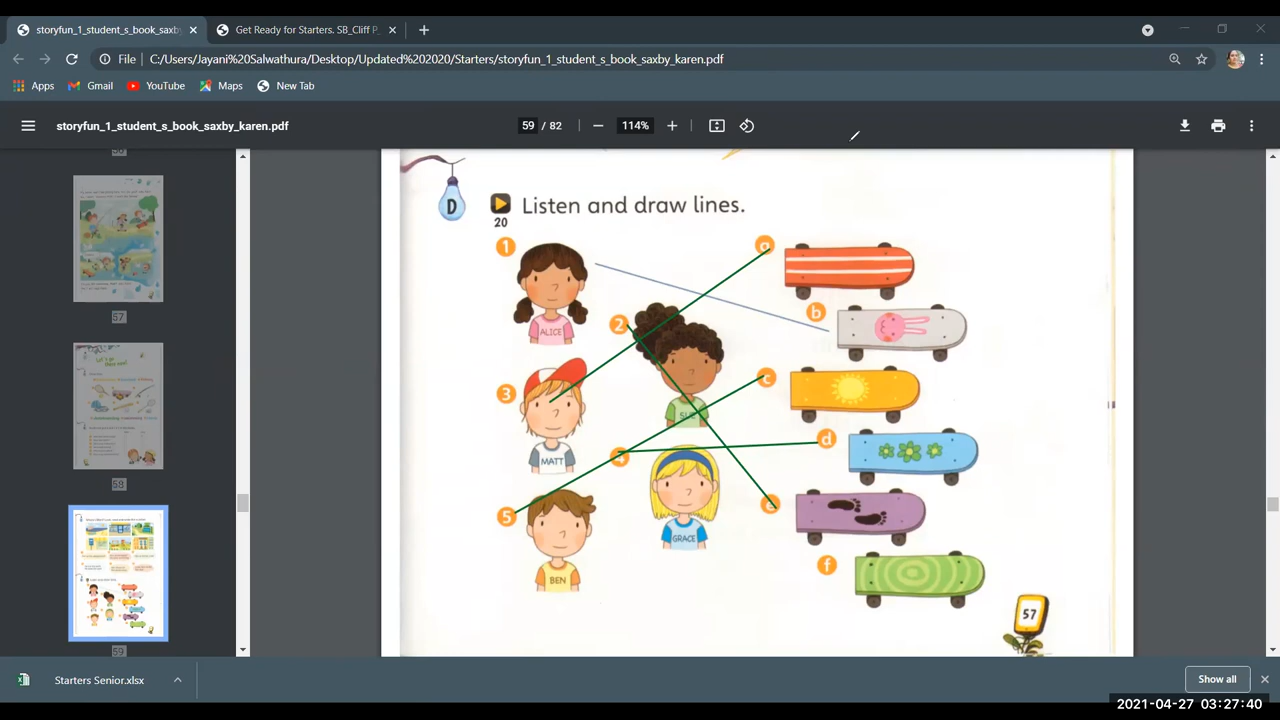 storyfun_1_student_s_book_saxb
Get Ready for Starters. SB_Cliff P
File
C:/Users/Jayani%20Salwathura/Desktop/Updated%202020/Starters/storyfun_1_student_s_book_saxby_karen.pdf
Apps
Gmail
YouTube
Maps
New Tab
storyfun_1_student_s_book_saxby_karen.pdf
59 / 82
114%
57
58
59
D
20
Listen and draw lines.
1
ALICE
2
SUE
3
MATT
4
GRACE
5
BEN
a
b
c
d
e
f
57
Starters Senior.xlsx
Show all
2021-04-27 03:27:40